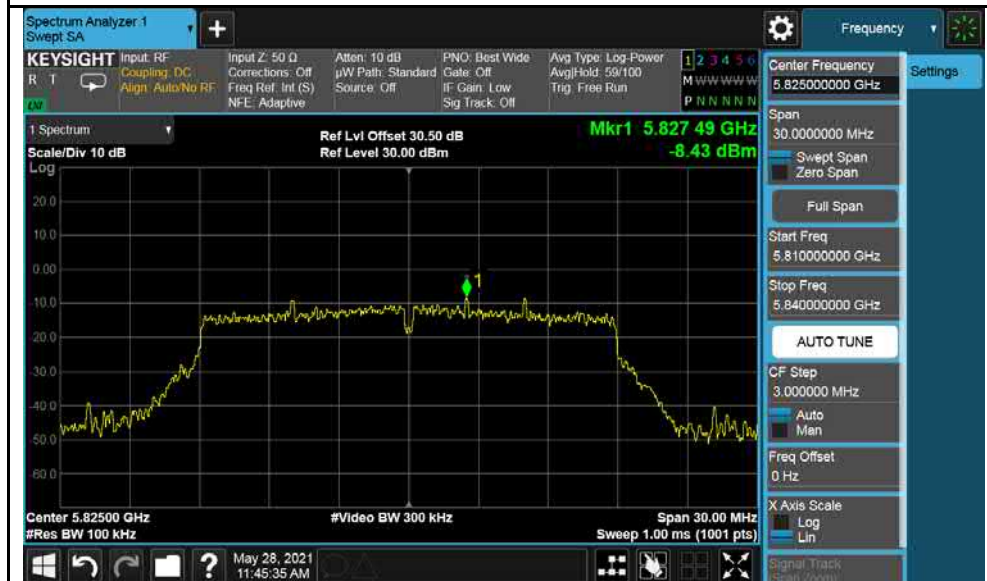 Spectrum Analyzer 1
Swept SA
+
Frequency
KEYSIGHT
R T
Input: RF
Coupling: DC
Align: Auto/No RF
Input Z: 50 Ω
Corrections: Off
Freq Ref: Int (S)
NFE: Adaptive
Atten: 10 dB
µW Path: Standard
Source: Off
PNO: Best Wide
Gate: Off
IF Gain: Low
Sig Track: Off
Avg Type: Log-Power
Avg|Hold: 59/100
Trig: Free Run
1 2 3 4 5 6
M W W W W W
P N N N N N
1 Spectrum
Scale/Div 10 dB
Log
Ref Lvl Offset 30.50 dB
Ref Level 30.00 dBm
Mkr1 5.827 49 GHz
-8.43 dBm
1
20.0
10.0
0.00
-10.0
-20.0
-30.0
-40.0
-50.0
-60.0
Center 5.82500 GHz
#Res BW 100 kHz
#Video BW 300 kHz
Span 30.00 MHz
Sweep 1.00 ms (1001 pts)
Center Frequency
5.825000000 GHz
Settings
Span
30.0000000 MHz
Swept Span
Zero Span
Full Span
Start Freq
5.810000000 GHz
Stop Freq
5.840000000 GHz
AUTO TUNE
CF Step
3.000000 MHz
Auto
Man
Freq Offset
0 Hz
X Axis Scale
Log
Lin
Signal Track
(Span Zoom)
?
May 28, 2021
11:45:35 AM